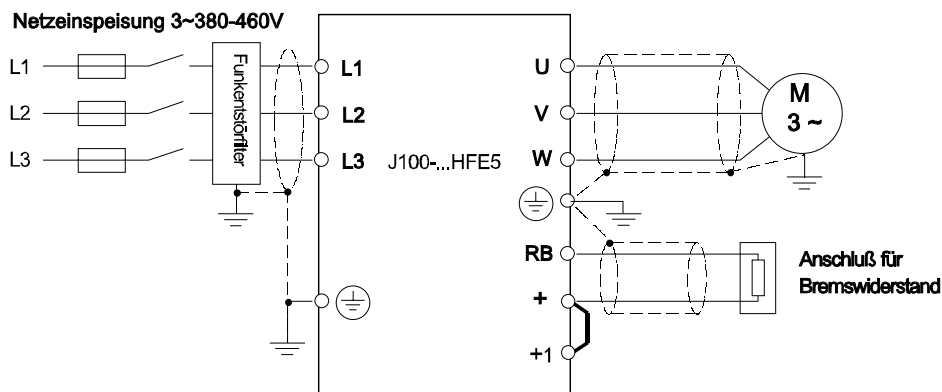 Netzeinspeisung 3~380-460V
L1
L2
L3
Funkentstörfilter
L1
L2
L3
J100-...HFE5
U
V
W
M
3 ~
RB
+
+1
Anschluß für
Bremswiderstand